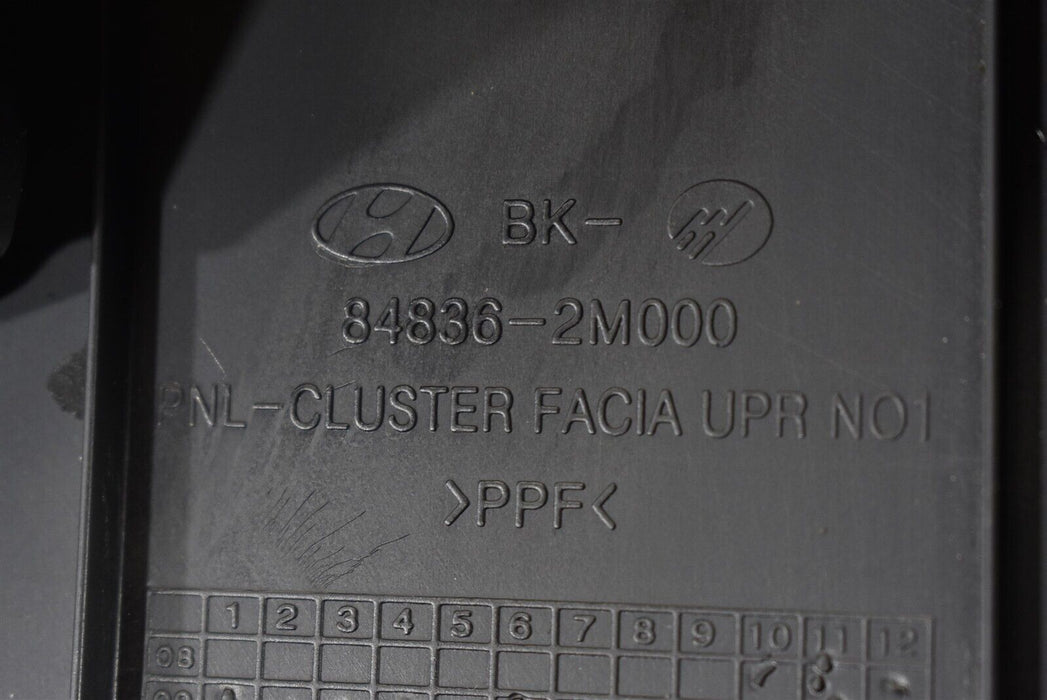 BK-
84836-2M000
PNL-CLUSTER FACIA UPR NO1
>PPF<
1 2 3 4 5 6 7 8 9 10 11 12
08